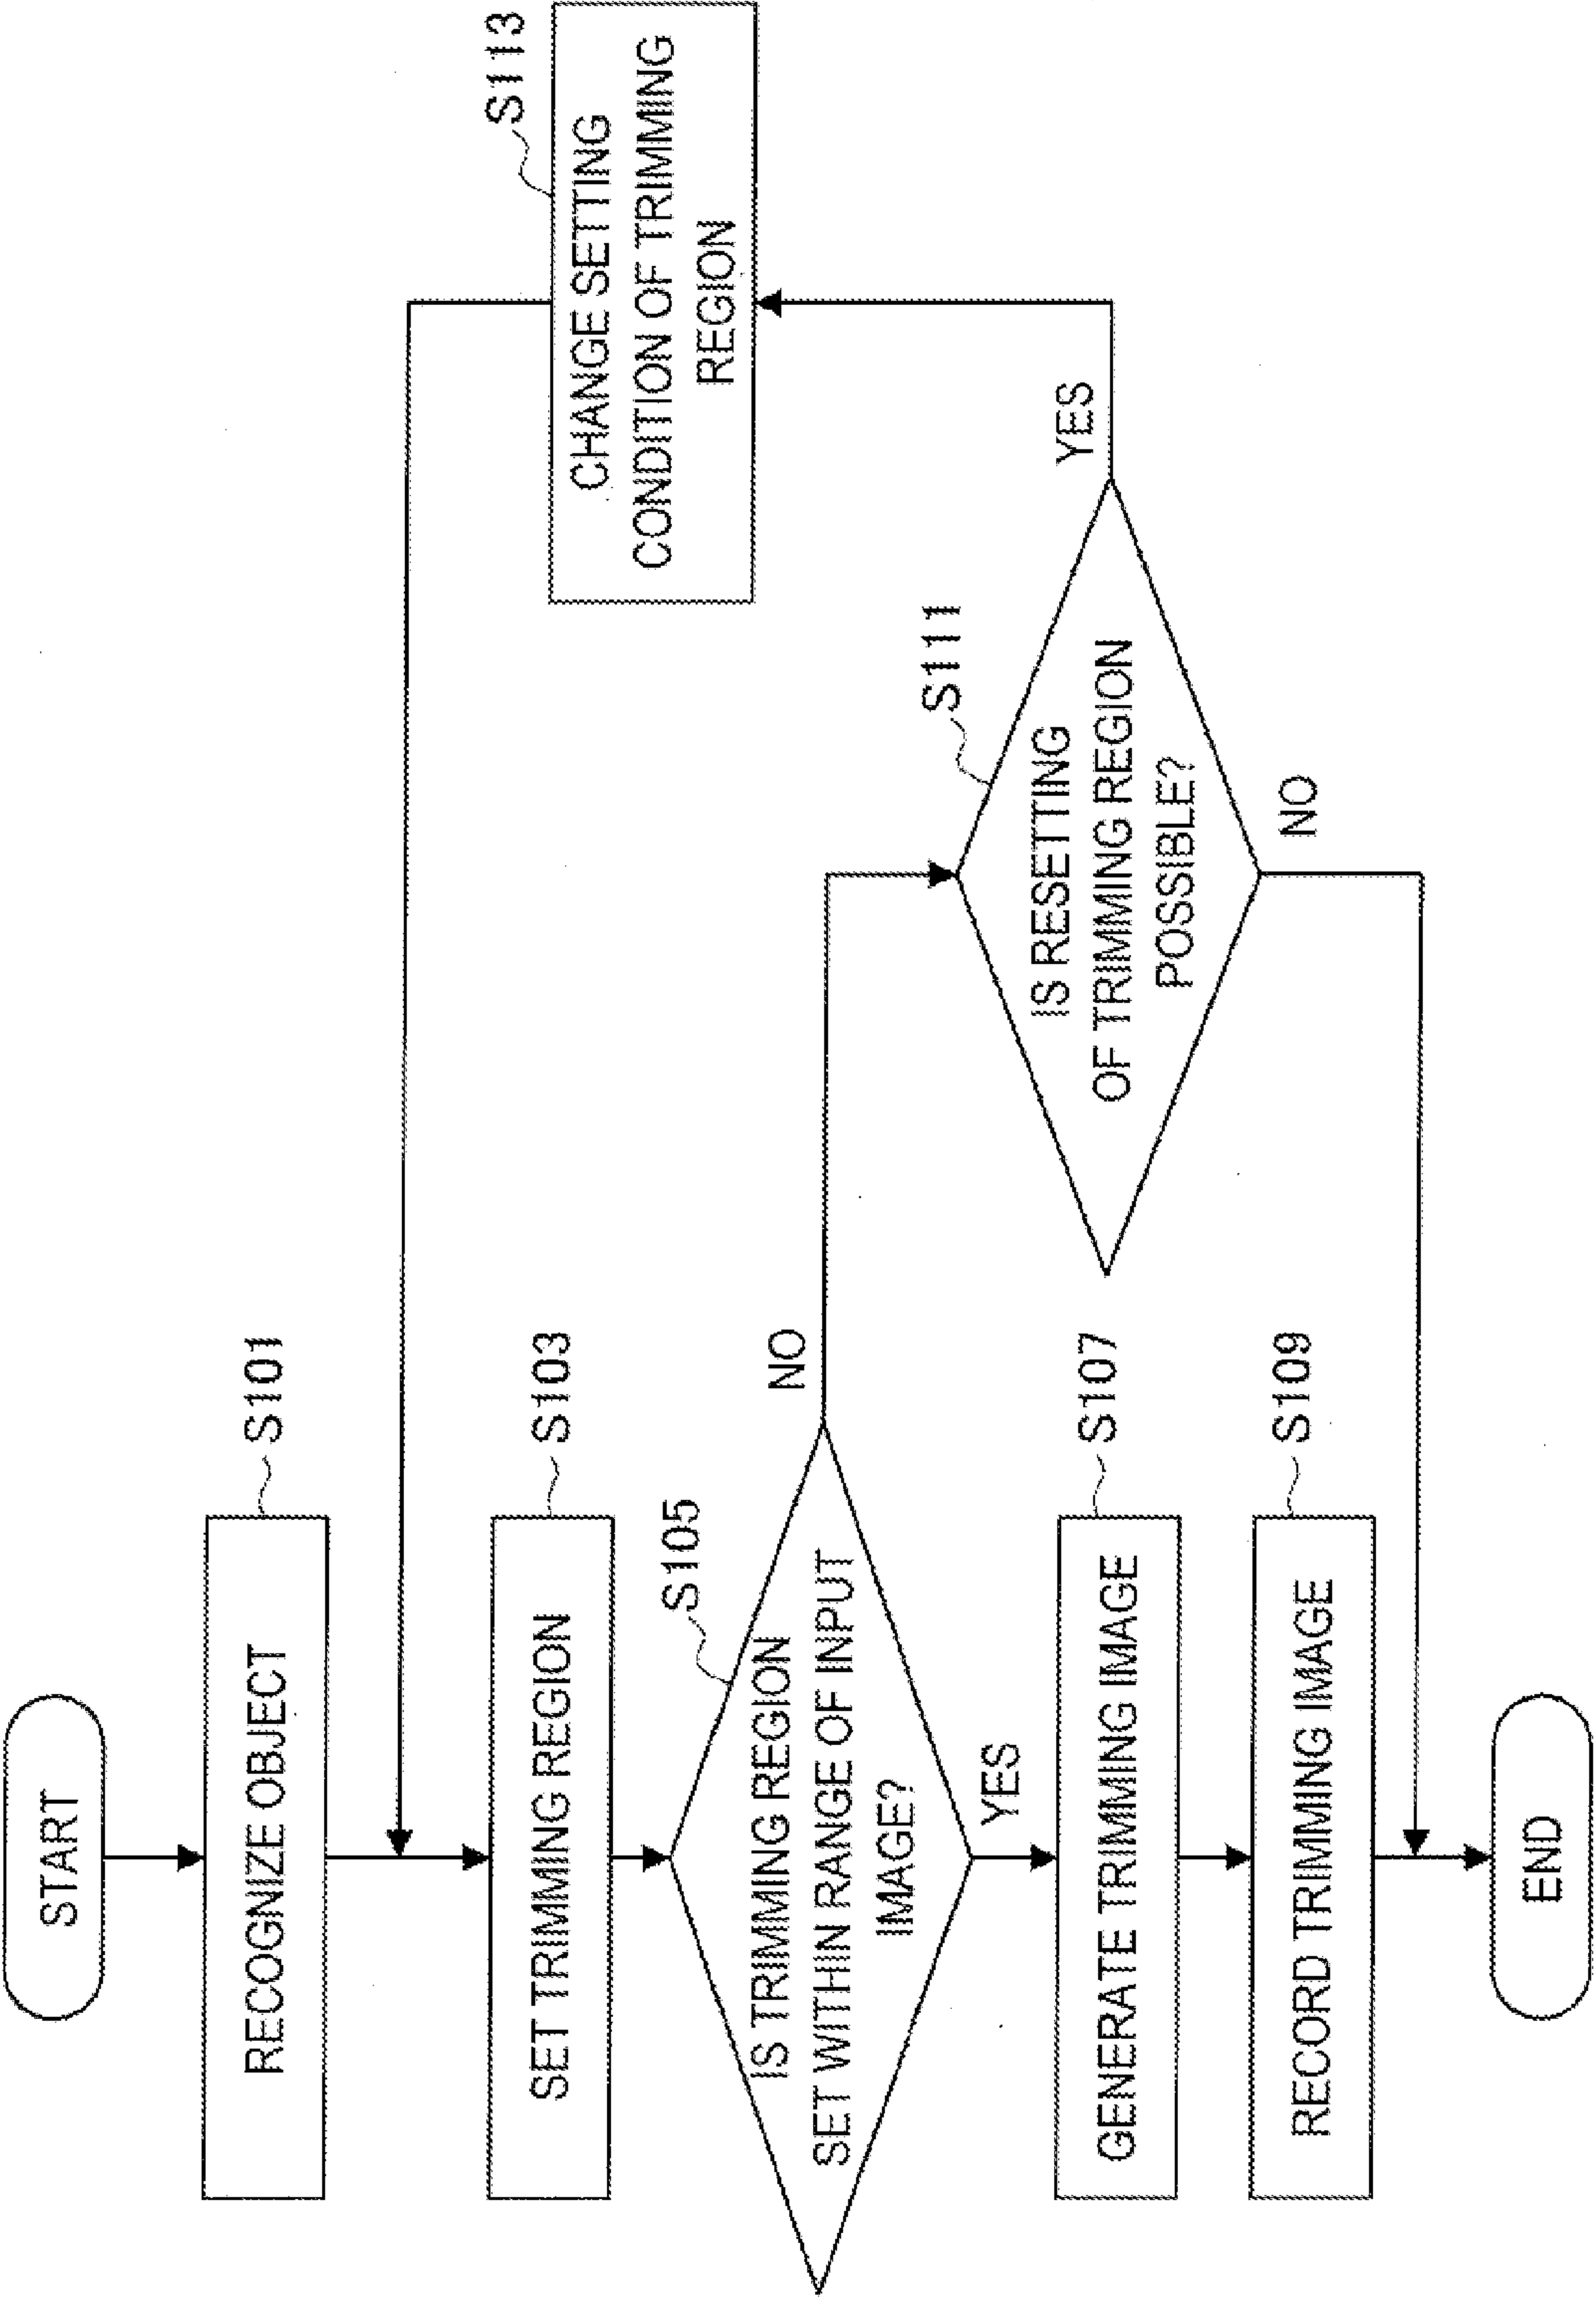 START
RECOGNIZE OBJECT
S101
SET TRIMMING REGION
S103
IS TRIMMING REGION
SET WITHIN RANGE OF INPUT
IMAGE?
S105
NO
YES
GENERATE TRIMMING IMAGE
S107
RECORD TRIMMING IMAGE
S109
END
IS RESETTING
OF TRIMMING REGION
POSSIBLE?
S111
YES
NO
CHANGE SETTING
CONDITION OF TRIMMING
REGION
S113